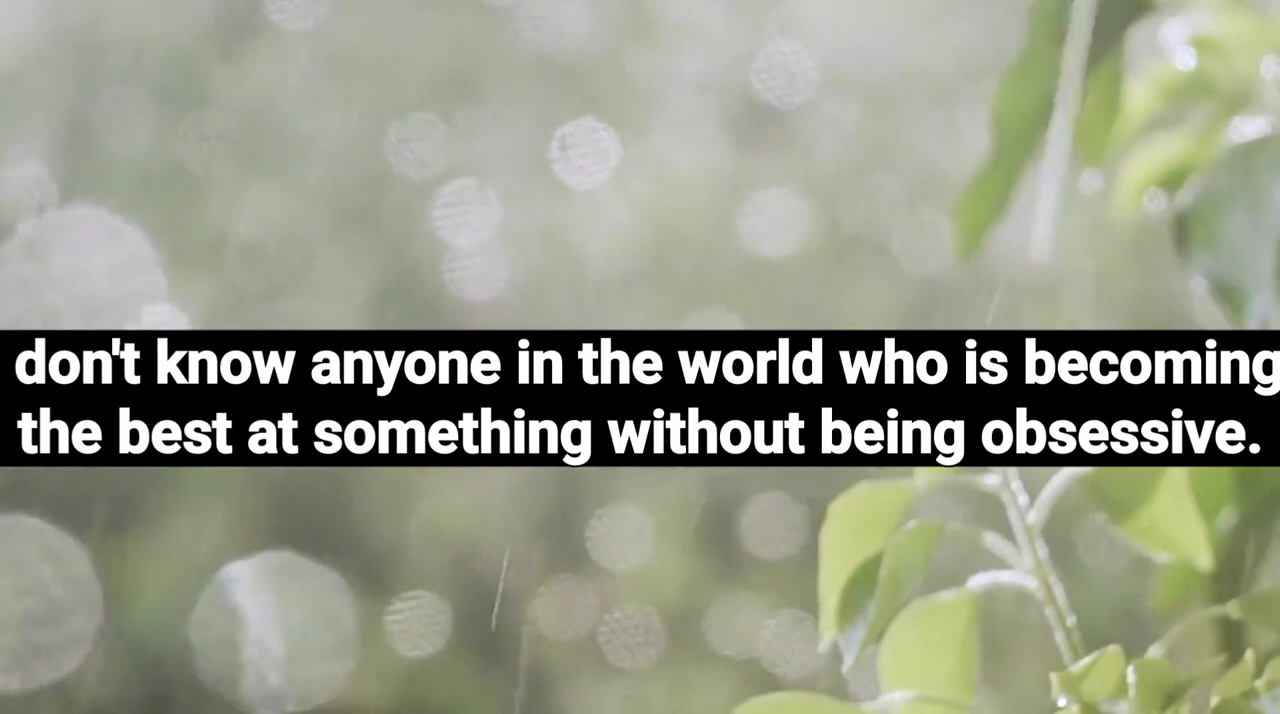 don't know anyone in the world who is becoming
the best at something without being obsessive.